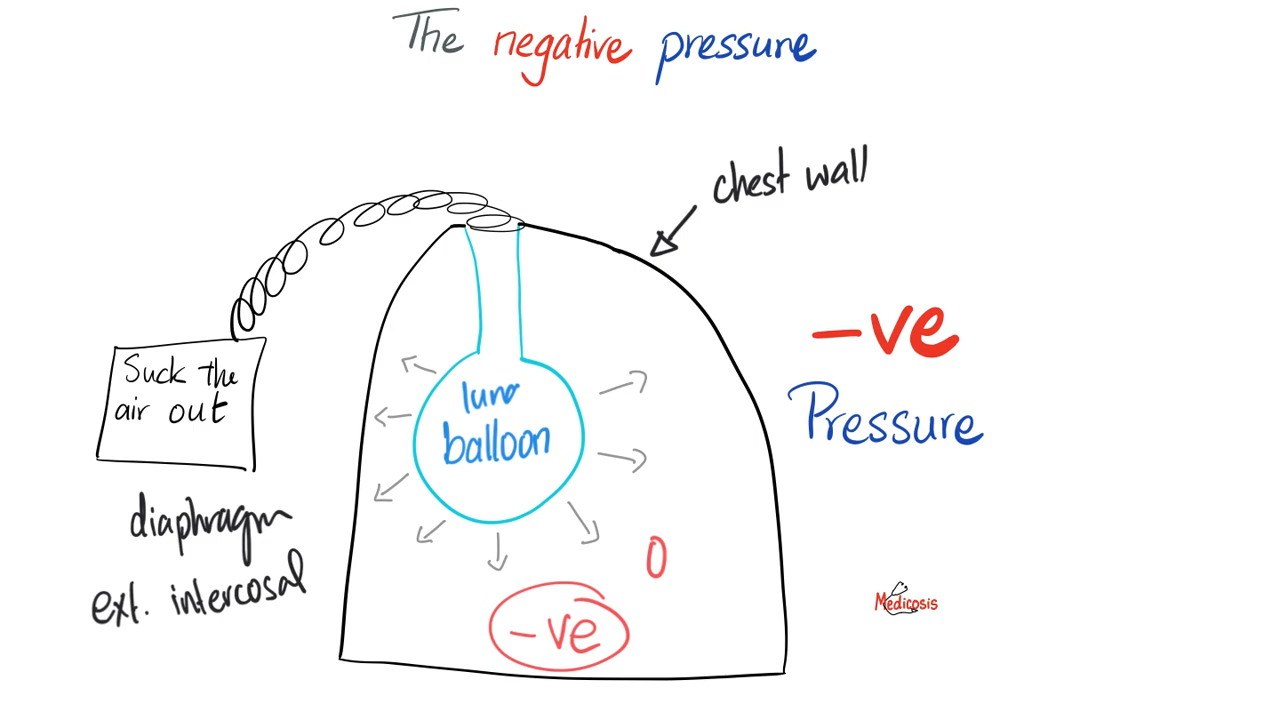 The negative pressure
chest wall
-ve
Pressure
Suck the
air out
lung
balloon
diaphragm
ext. intercosal
0
-ve
Medicosis